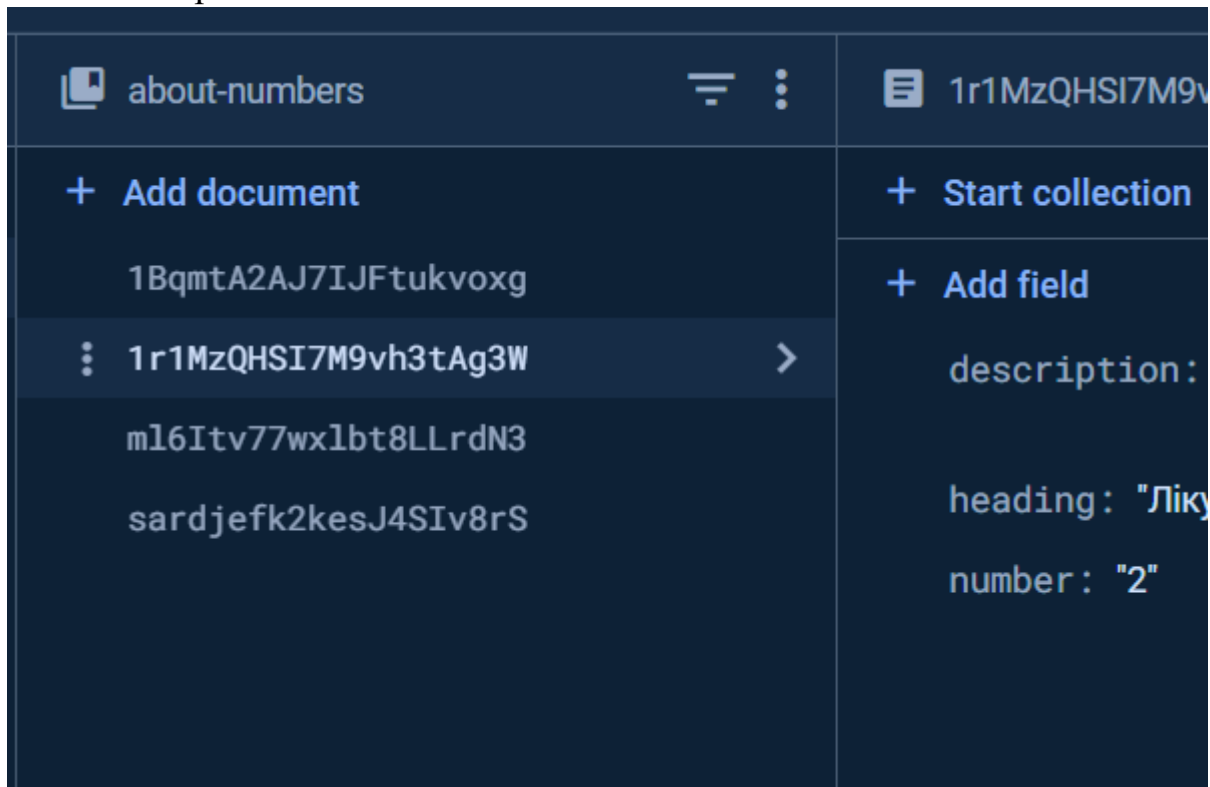 about-numbers
+ Add document
1BqmtA2AJ7IJFtukvoxg
1r1MzQHSI7M9vh3tAg3W
ml6Itv77wxlbt8LLrdN3
sardjefk2kesJ4SIv8rS
1r1MzQHSI7M9v
+ Start collection
+ Add field
description:
heading: "Ліку
number: "2"